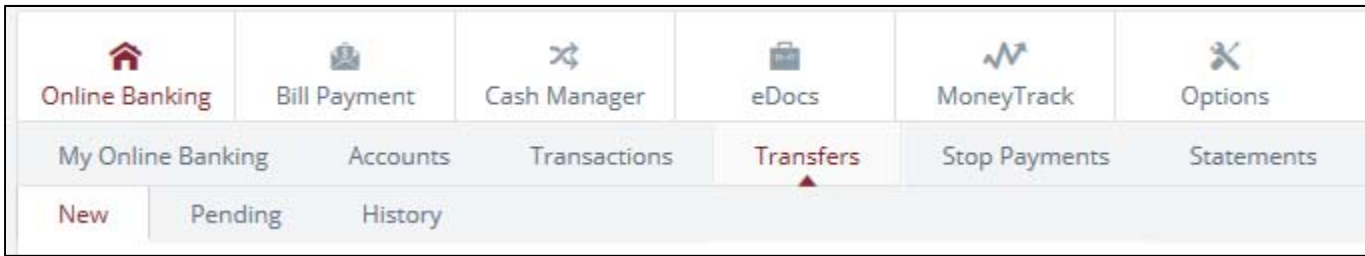 Online Banking Bill Payment Cash Manager eDocs MoneyTrack Options
My Online Banking Accounts Transactions Transfers Stop Payments Statements
New Pending History